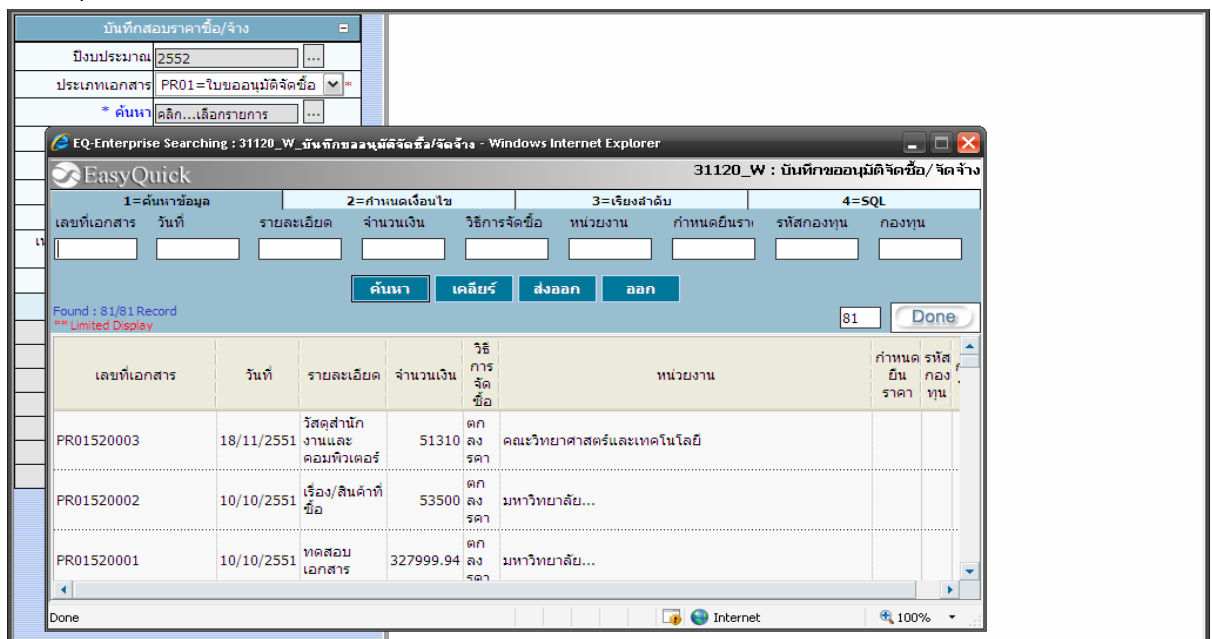 บันทึกสอบราคาซื้อ/จ้าง
ปีงบประมาณ 2552 ...
ประเภทเอกสาร PR01=ใบขออนุมัติจัดซื้อ *
* ค้นหา คลิก...เลือกรายการ ...
EQ-Enterprise Searching : 31120_W_บันทึกขออนุมัติจัดซื้อ/จัดจ้าง - Windows Internet Explorer
EasyQuick
31120_W : บันทึกขออนุมัติจัดซื้อ/จัดจ้าง
1=ค้นหาข้อมูล 2=กำหนดเงื่อนไข 3=เรียงลำดับ 4=SQL
เลขที่เอกสาร วันที่ รายละเอียด จำนวนเงิน วิธีการจัดซื้อ หน่วยงาน กำหนดยืนรา รหัสกองทุน กองทุน
ค้นหา เคลียร์ ส่งออก ออก
Found : 81/81 Record
** Limited Display
81 Done
เลขที่เอกสาร วันที่ รายละเอียด จำนวนเงิน
วิธี
การ
จัด
ซื้อ
หน่วยงาน
กำหนด
ยืน
ราคา
รหัส
กอง
ทุน
PR01520003 18/11/2551
วัสดุสำนัก
งานและ
คอมพิวเตอร์
51310
ตก
ลง
รคา
คณะวิทยาศาสตร์และเทคโนโลยี
PR01520002 10/10/2551
เรื่อง/สินค้าที่
ซื้อ
53500
ตก
ลง
รคา
มหาวิทยาลัย...
PR01520001 10/10/2551
ทดสอบ
เอกสาร
327999.94
ตก
ลง
รคา
มหาวิทยาลัย...
Done Internet 100%